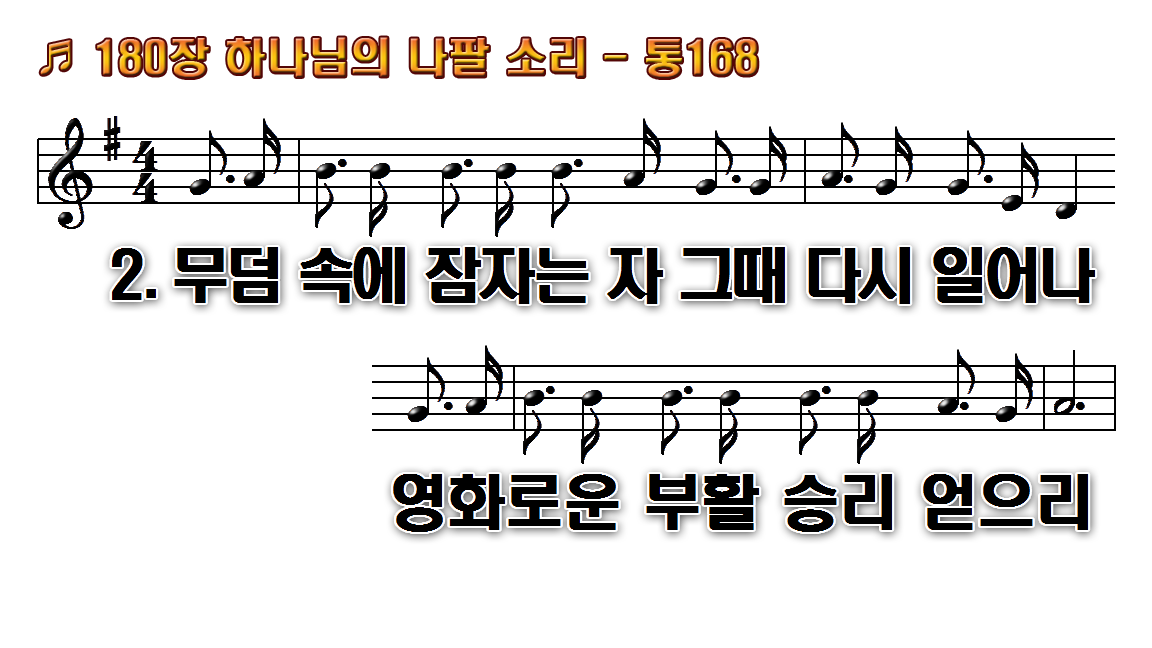 ♬ 180장 하나님의 나팔 소리 - 통168
2. 무덤 속에 잠자는 자 그때 다시 일어나
영화로운 부활 승리 얻으리